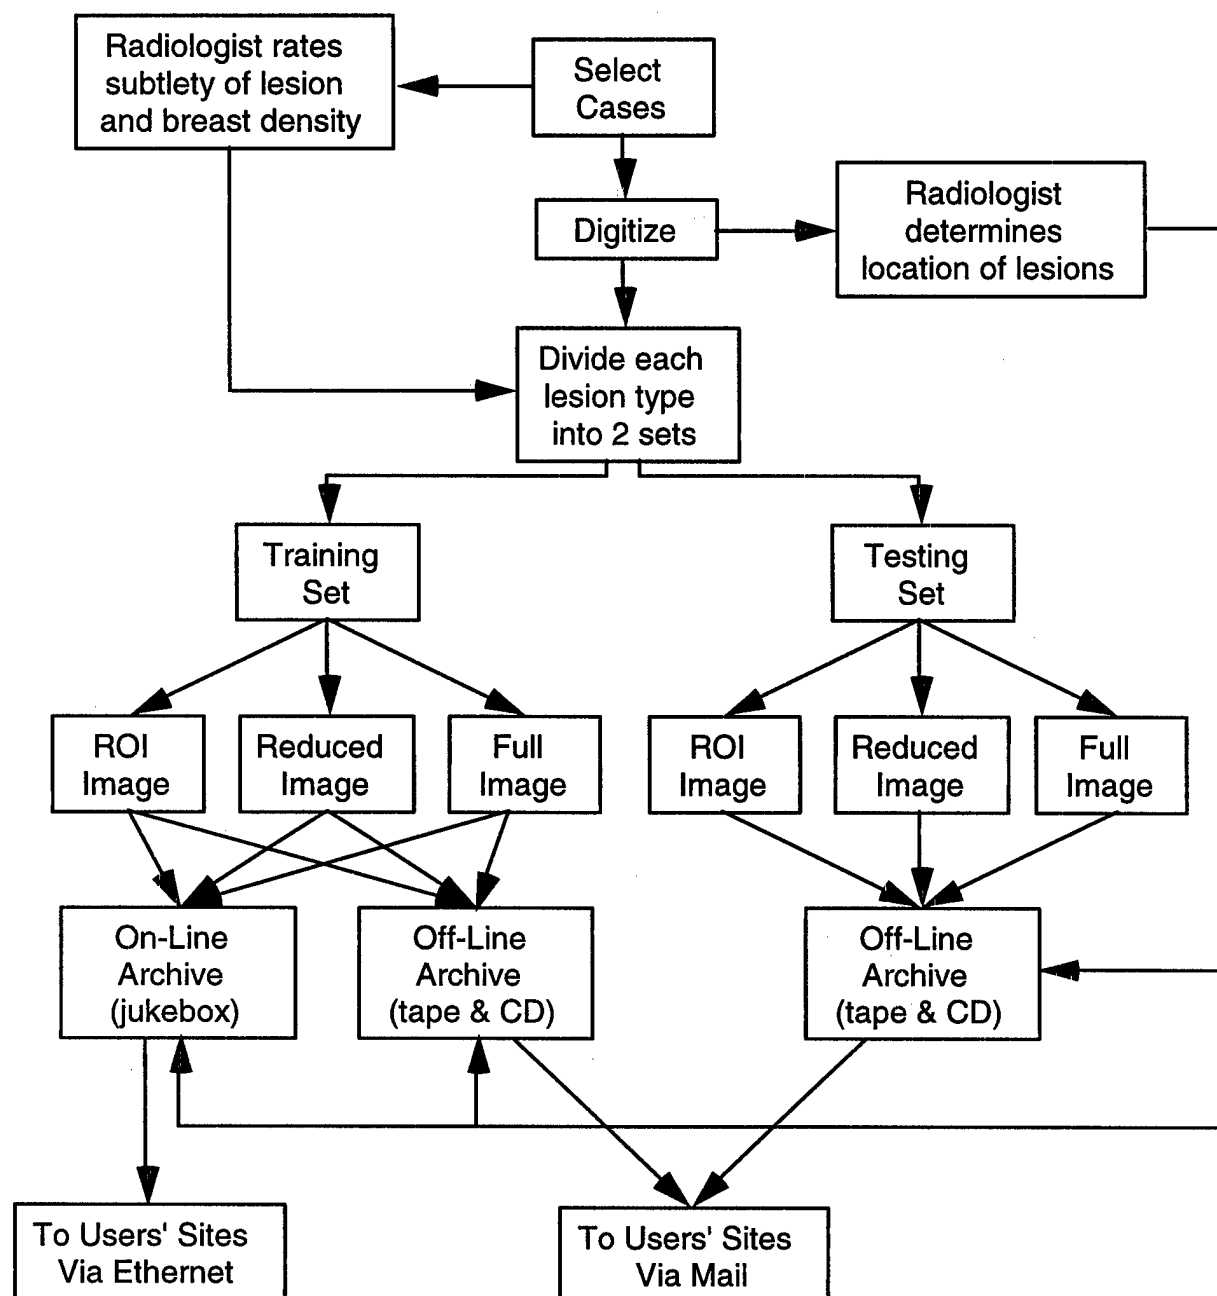 Radiologist rates
subtlety of lesion
and breast density
Select
Cases
Digitize
Radiologist
determines
location of lesions
Divide each
lesion type
into 2 sets
Training
Set
Testing
Set
ROI
Image
Reduced
Image
Full
Image
ROI
Image
Reduced
Image
Full
Image
On-Line
Archive
(jukebox)
Off-Line
Archive
(tape & CD)
Off-Line
Archive
(tape & CD)
To Users' Sites
Via Ethernet
To Users' Sites
Via Mail